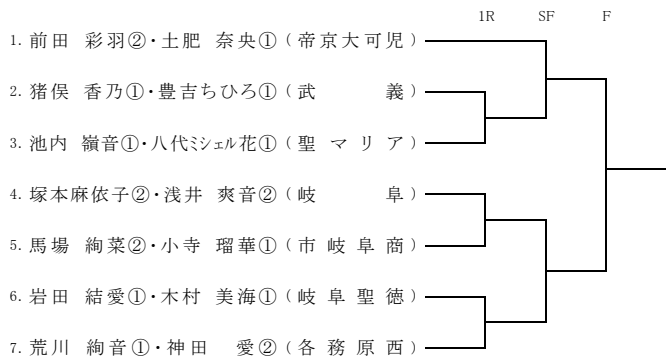 1R SF F
1. 前田 彩羽②・土肥 奈央① ( 帝京大可児 )
2. 猪俣 香乃①・豊吉ちひろ① ( 武 義 )
3. 池内 嶺音①・八代ミシェル花① ( 聖 マ リ ア )
4. 塚本麻依子②・浅井 爽音② ( 岐 阜 )
5. 馬場 絢菜②・小寺 瑠華① ( 市 岐 阜 商 )
6. 岩田 結愛①・木村 美海① ( 岐 阜 聖 徳 )
7. 荒川 絢音①・神田 愛② ( 各 務 原 西 )